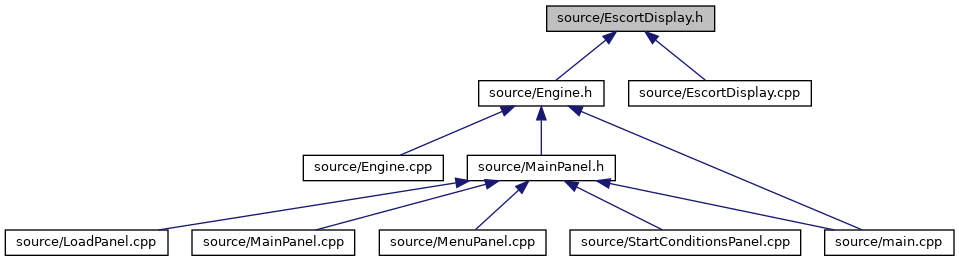 source/EscortDisplay.h
source/Engine.h
source/EscortDisplay.cpp
source/Engine.cpp
source/MainPanel.h
source/LoadPanel.cpp
source/MainPanel.cpp
source/MenuPanel.cpp
source/StartConditionsPanel.cpp
source/main.cpp